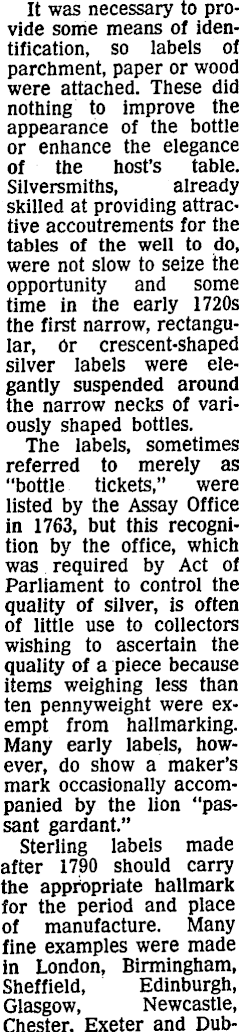 It was necessary to pro-
vide some means of iden-
tification, so labels of
parchment, paper or wood
were attached. These did
nothing to improve the
appearance of the bottle
or enhance the elegance
of the host's table.
Silversmiths, already
skilled at providing attrac-
tive accoutrements for the
tables of the well to do,
were not slow to seize the
opportunity and some
time in the early 1720s
the first narrow, rectangu-
lar, or crescent-shaped
silver labels were ele-
gantly suspended around
the narrow necks of vari-
ously shaped bottles.
The labels, sometimes
referred to merely as
"bottle tickets," were
listed by the Assay Office
in 1763, but this recogni-
tion by the office, which
was required by Act of
Parliament to control the
quality of silver, is often
of little use to collectors
wishing to ascertain the
quality of a piece because
items weighing less than
ten pennyweight were ex-
empt from hallmarking.
Many early labels, how-
ever, do show a maker's
mark occasionally accom-
panied by the lion "pas-
sant gardant."
Sterling labels made
after 1790 should carry
the appropriate hallmark
for the period and place
of manufacture. Many
fine examples were made
in London, Birmingham,
Sheffield, Edinburgh,
Glasgow, Newcastle,
Chester, Exeter and Dub-